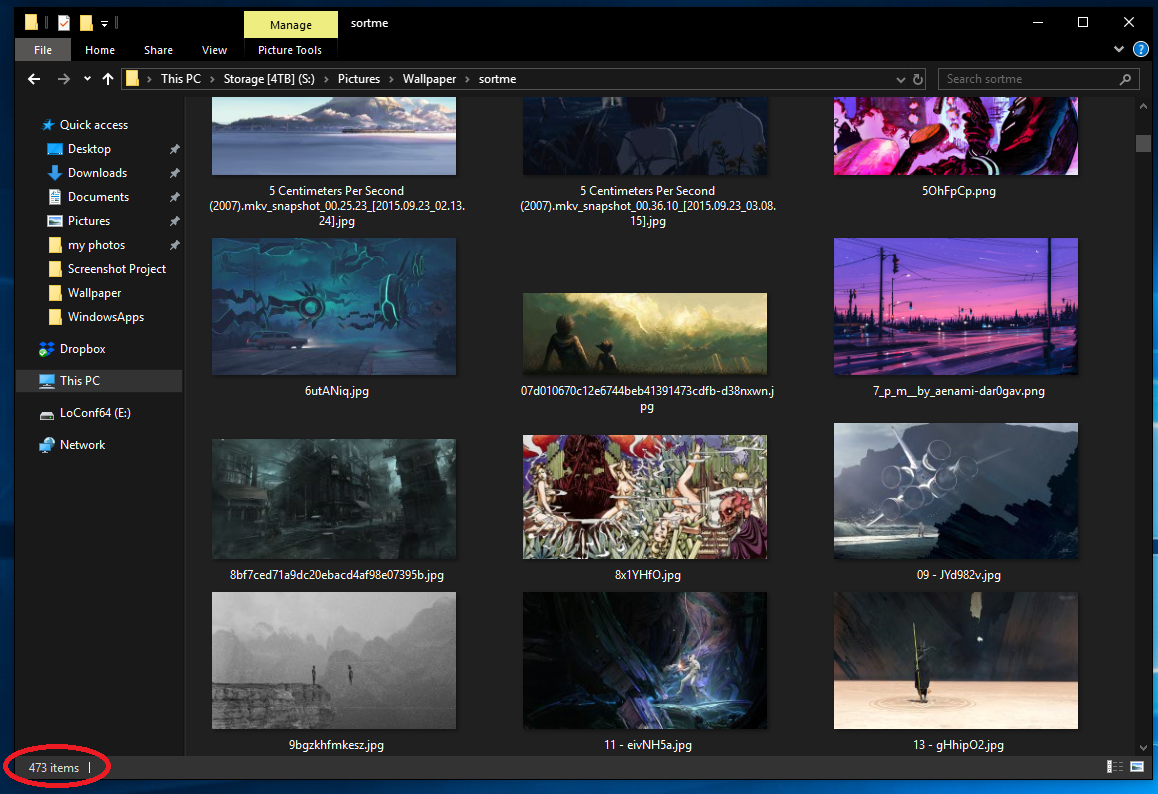 Manage
sortme
File
Home
Share
View
Picture Tools
This PC
Storage [4TB] (S:)
Pictures
Wallpaper
sortme
Search sortme
Quick access
Desktop
Downloads
Documents
Pictures
my photos
Screenshot Project
Wallpaper
WindowsApps
Dropbox
This PC
LoConf64 (E:)
Network
5 Centimeters Per Second
(2007).mkv_snapshot_00.25.23_[2015.09.23_02.13.
24].jpg
5 Centimeters Per Second
(2007).mkv_snapshot_00.36.10_[2015.09.23_03.08.
15].jpg
5OhFpCp.png
6utANiq.jpg
07d010670c12e6744beb41391473cdfb-d38nxwn.j
pg
7_p_m__by_aenami-dar0gav.png
8bf7ced71a9dc20ebacd4af98e07395b.jpg
8x1YHfO.jpg
09 - JYd982v.jpg
9bgzkhfmkesz.jpg
11 - eivNH5a.jpg
13 - gHhipO2.jpg
473 items